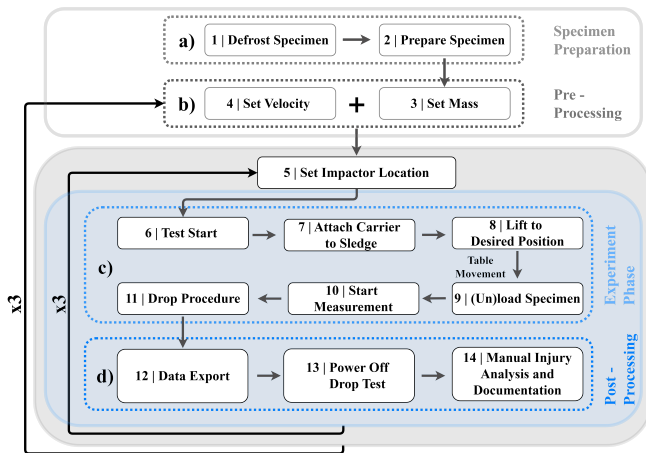 a)
1 | Defrost Specimen
2 | Prepare Specimen
Specimen
Preparation
b)
4 | Set Velocity
+
3 | Set Mass
Pre -
Processing
5 | Set Impactor Location
6 | Test Start
7 | Attach Carrier
to Sledge
8 | Lift to
Desired Position
c)
Table
Movement
11 | Drop Procedure
10 | Start
Measurement
9 | (Un)load Specimen
Experiment
Phase
x3
x3
d)
12 | Data Export
13 | Power Off
Drop Test
14 | Manual Injury
Analysis and
Documentation
Post -
Processing